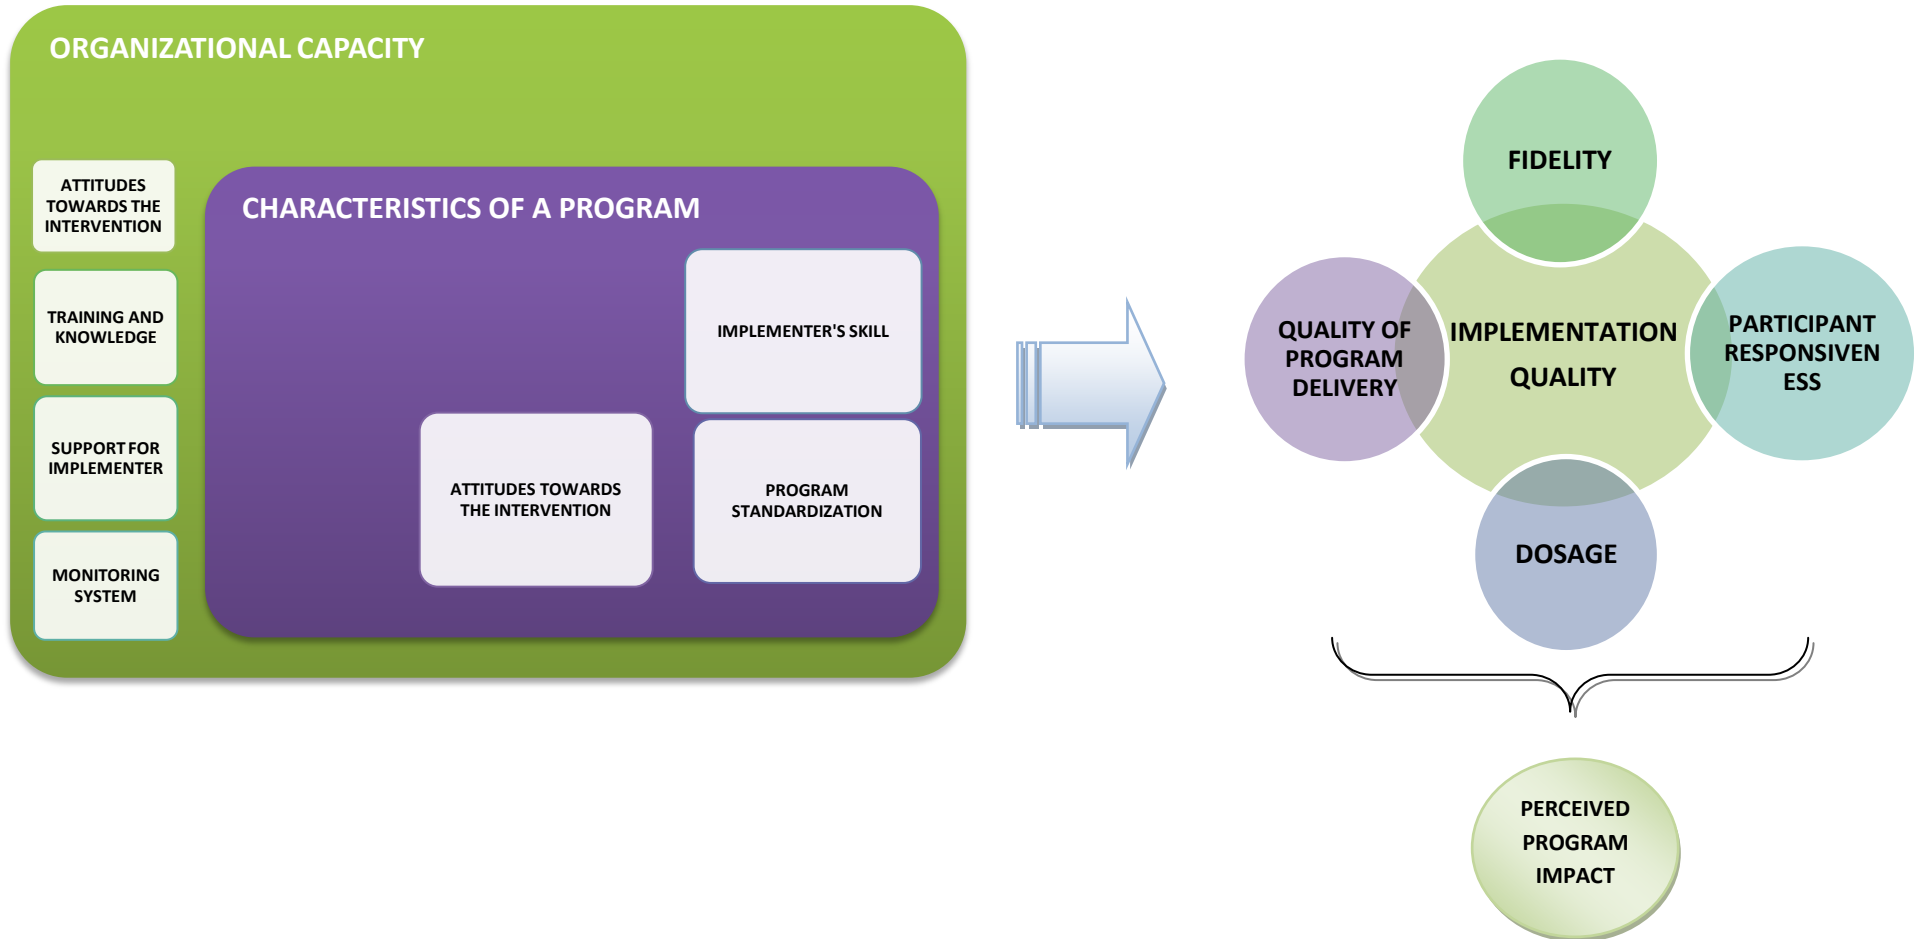 ORGANIZATIONAL CAPACITY
ATTITUDES
TOWARDS THE
INTERVENTION
TRAINING AND
KNOWLEDGE
SUPPORT FOR
IMPLEMENTER
MONITORING
SYSTEM
CHARACTERISTICS OF A PROGRAM
IMPLEMENTER'S SKILL
ATTITUDES TOWARDS
THE INTERVENTION
PROGRAM
STANDARDIZATION
FIDELITY
QUALITY OF
PROGRAM
DELIVERY
IMPLEMENTATION
QUALITY
PARTICIPANT
RESPONSIVEN
ESS
DOSAGE
PERCEIVED
PROGRAM
IMPACT